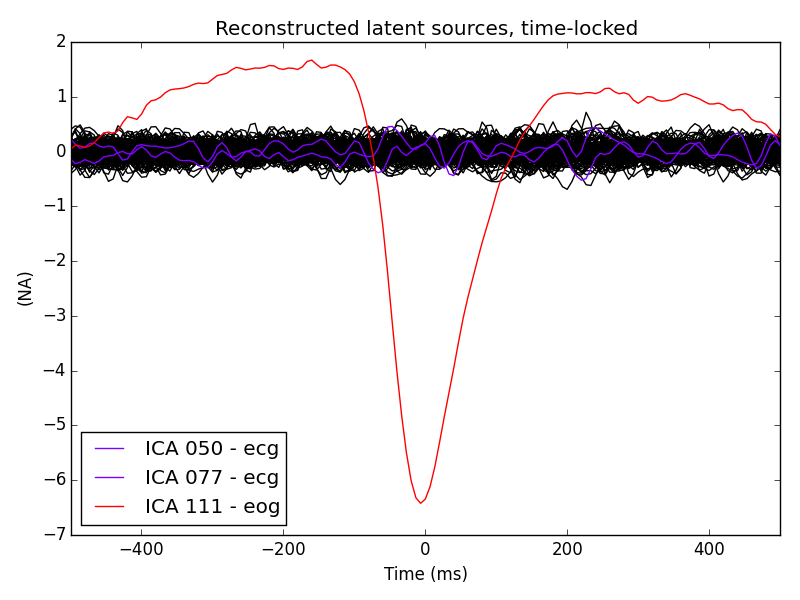 Reconstructed latent sources, time-locked
2
1
0
−1
−2
−3
−4
−5
−6
−7
(NA)
ICA 050 - ecg
ICA 077 - ecg
ICA 111 - eog
−400
−200
0
200
400
Time (ms)